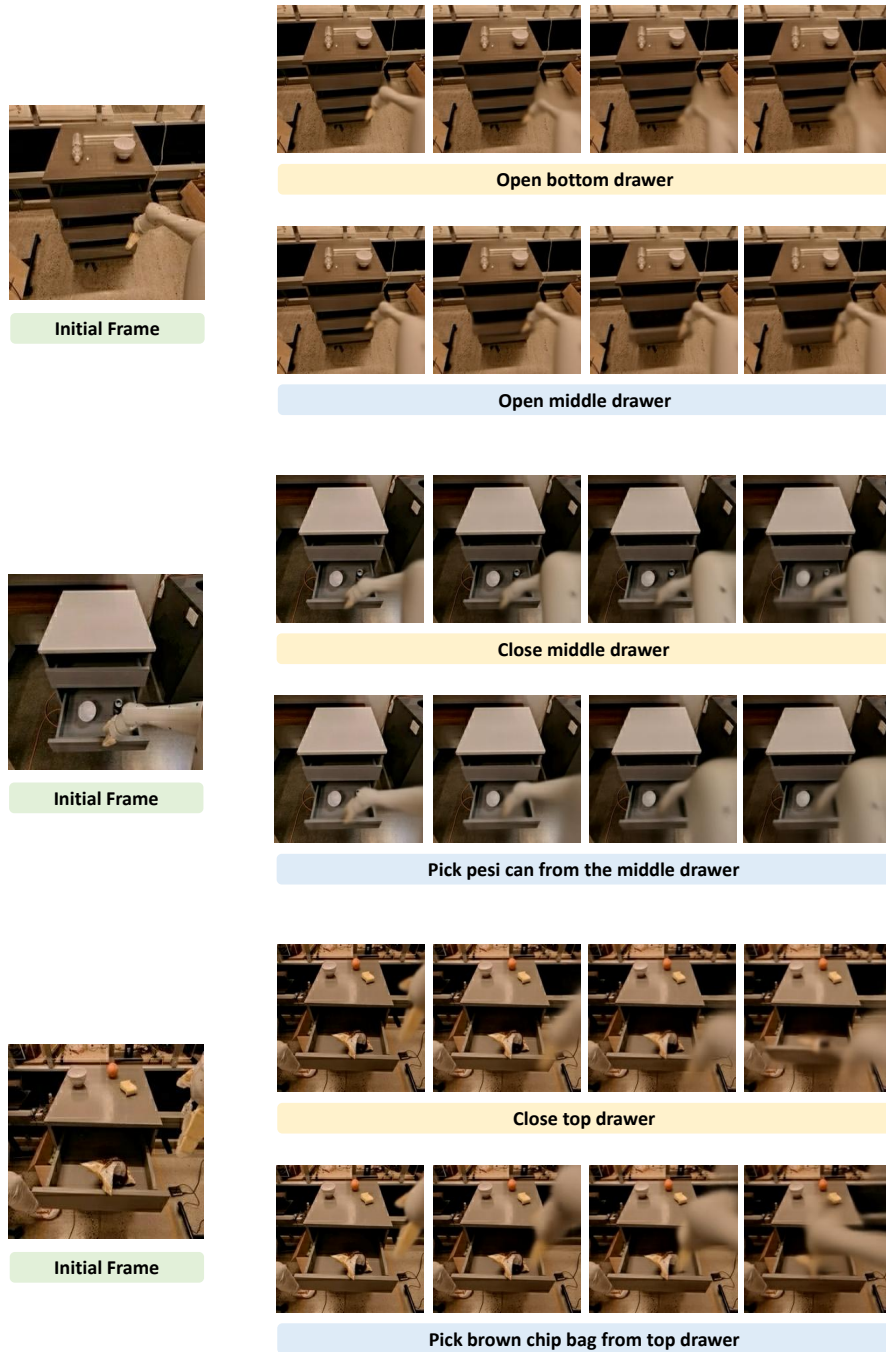 Open bottom drawer
Initial Frame
Open middle drawer
Close middle drawer
Initial Frame
Pick pesi can from the middle drawer
Close top drawer
Initial Frame
Pick brown chip bag from top drawer